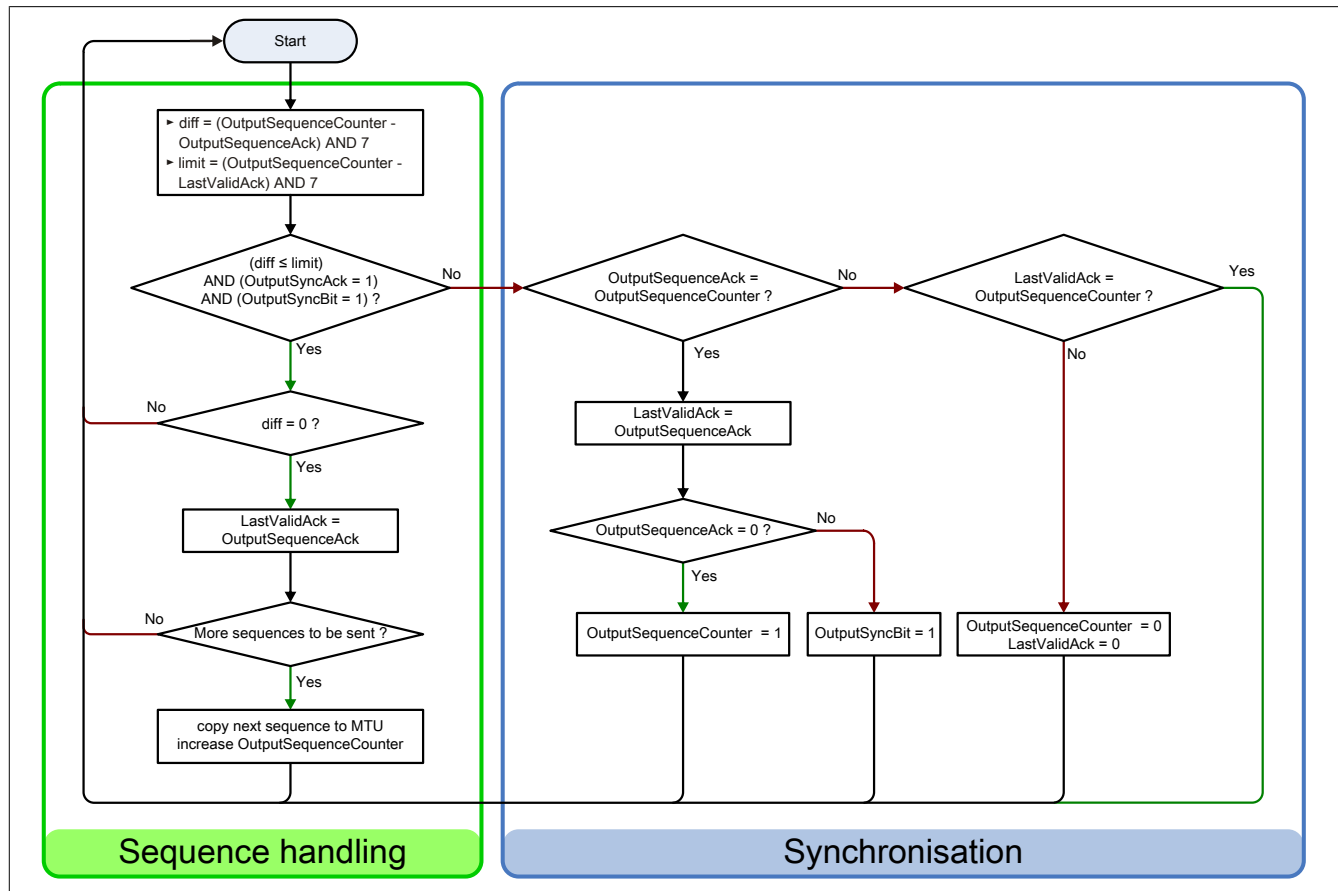 Start
► diff = (OutputSequenceCounter -
OutputSequenceAck) AND 7
► limit = (OutputSequenceCounter -
LastValidAck) AND 7
(diff ≤ limit)
AND (OutputSyncAck = 1)
AND (OutputSyncBit = 1) ?
No
Yes
diff = 0 ?
No
Yes
LastValidAck =
OutputSequenceAck
More sequences to be sent ?
No
Yes
copy next sequence to MTU
increase OutputSequenceCounter
Sequence handling
OutputSequenceAck =
OutputSequenceCounter ?
No
Yes
LastValidAck =
OutputSequenceAck
OutputSequenceAck = 0 ?
No
Yes
OutputSequenceCounter = 1
OutputSyncBit = 1
LastValidAck =
OutputSequenceCounter ?
Yes
No
OutputSequenceCounter = 0
LastValidAck = 0
Synchronisation